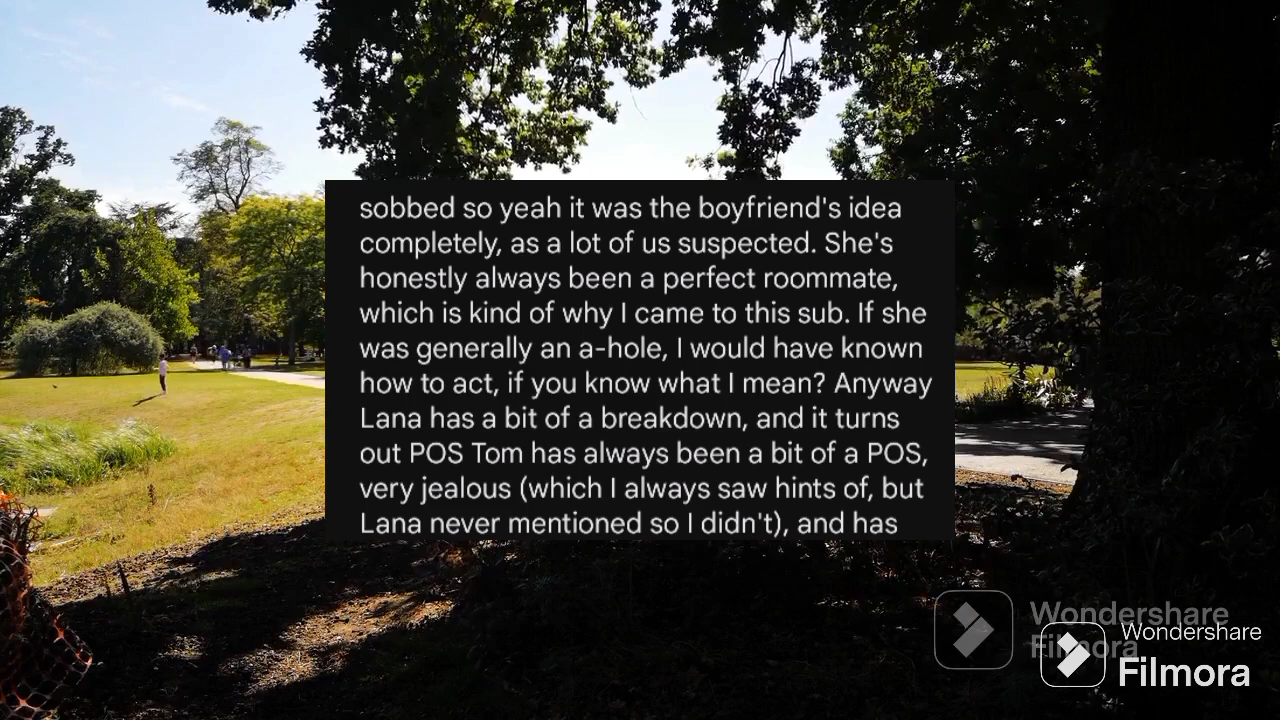 sobbed so yeah it was the boyfriend's idea
completely, as a lot of us suspected. She's
honestly always been a perfect roommate,
which is kind of why I came to this sub. If she
was generally an a-hole, I would have known
how to act, if you know what I mean? Anyway
Lana has a bit of a breakdown, and it turns
out POS Tom has always been a bit of a POS,
very jealous (which I always saw hints of, but
Lana never mentioned so I didn't), and has
Wondershare
Filmora
Wondershare
Filmora